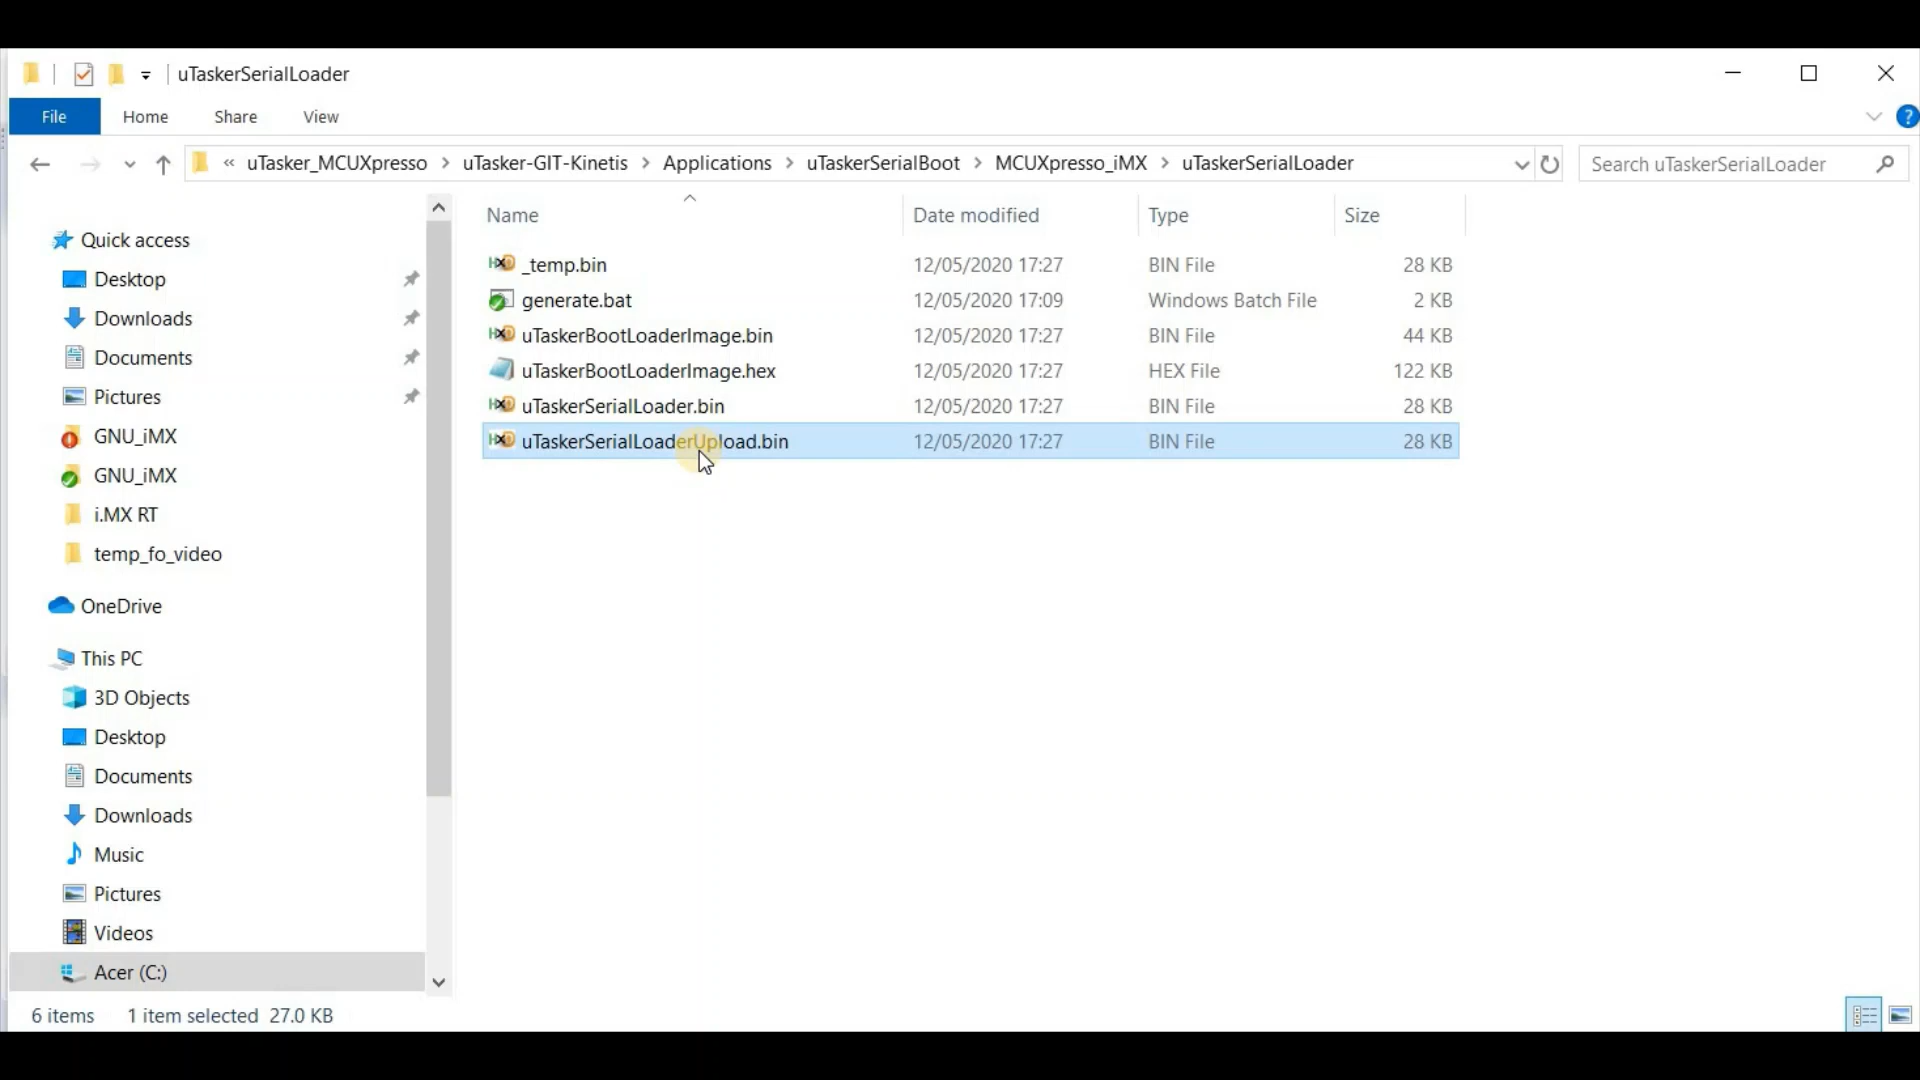 uTaskerSerialLoader
File Home Share View
« uTasker_MCUXpresso > uTasker-GIT-Kinetis > Applications > uTaskerSerialBoot > MCUXpresso_iMX > uTaskerSerialLoader Search uTaskerSerialLoader
Name Date modified Type Size
_temp.bin 12/05/2020 17:27 BIN File 28 KB
generate.bat 12/05/2020 17:09 Windows Batch File 2 KB
uTaskerBootLoaderImage.bin 12/05/2020 17:27 BIN File 44 KB
uTaskerBootLoaderImage.hex 12/05/2020 17:27 HEX File 122 KB
uTaskerSerialLoader.bin 12/05/2020 17:27 BIN File 28 KB
uTaskerSerialLoaderUpload.bin 12/05/2020 17:27 BIN File 28 KB
Quick access
Desktop
Downloads
Documents
Pictures
GNU_iMX
GNU_iMX
i.MX RT
temp_fo_video
OneDrive
This PC
3D Objects
Desktop
Documents
Downloads
Music
Pictures
Videos
Acer (C:)
6 items 1 item selected 27.0 KB